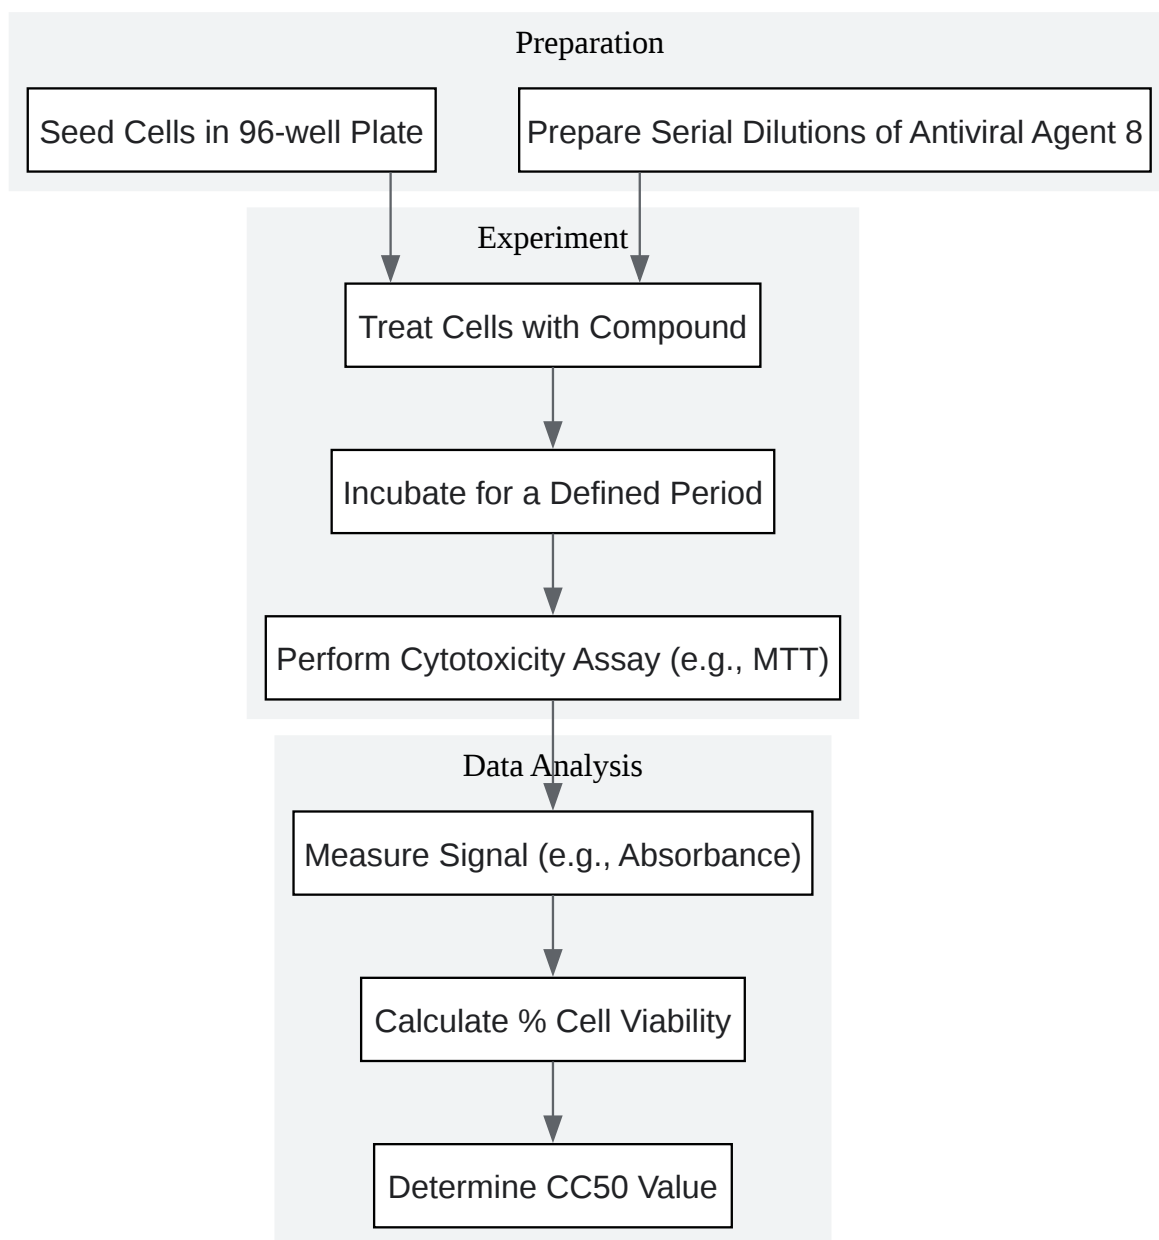 Preparation
Seed Cells in 96-well Plate
Prepare Serial Dilutions of Antiviral Agent 8
Experiment
Treat Cells with Compound
Incubate for a Defined Period
Perform Cytotoxicity Assay (e.g., MTT)
Data Analysis
Measure Signal (e.g., Absorbance)
Calculate % Cell Viability
Determine CC50 Value